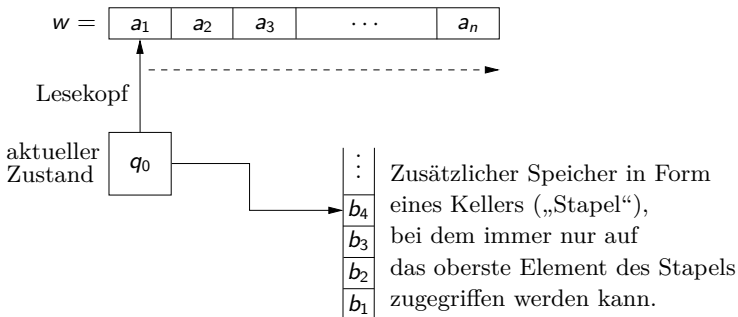 w = a1 a2 a3 ⋯ an
Lesekopf
aktueller
Zustand
q0
⋮
b4
b3
b2
b1
Zusätzlicher Speicher in Form
eines Kellers („Stapel“),
bei dem immer nur auf
das oberste Element des Stapels
zugegriffen werden kann.